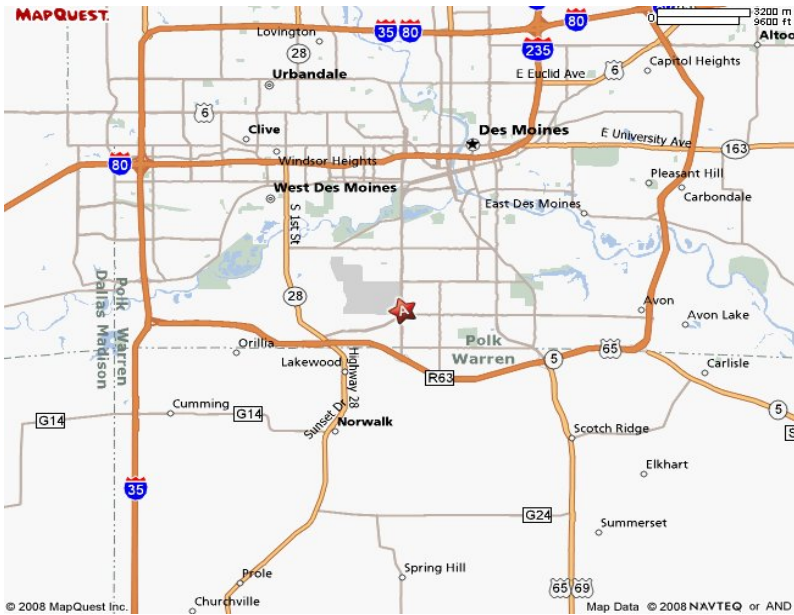 MAPQUEST
35 80
80
3200 m
9600 ft
Lovington
28
235
Altoo
Urbandale
E Euclid Ave
6
Capitol Heights
6
Clive
Des Moines
E University Ave
163
80
Windsor Heights
Pleasant Hill
Carbondale
West Des Moines
East Des Moines
S 1st St
28
A
Avon
Avon Lake
Polk Warren
Dallas Madison
Orillia
Polk
Warren
65
5
Lakewood
Highway 28
R63
Carlisle
G14
Cumming
G14
Sunset Dr
Norwalk
5
S
Scotch Ridge
Elkhart
35
G24
Summerset
Prole
Spring Hill
65 69
Churchville
© 2008 MapQuest Inc.
Map Data © 2008 NAVTEQ or AND